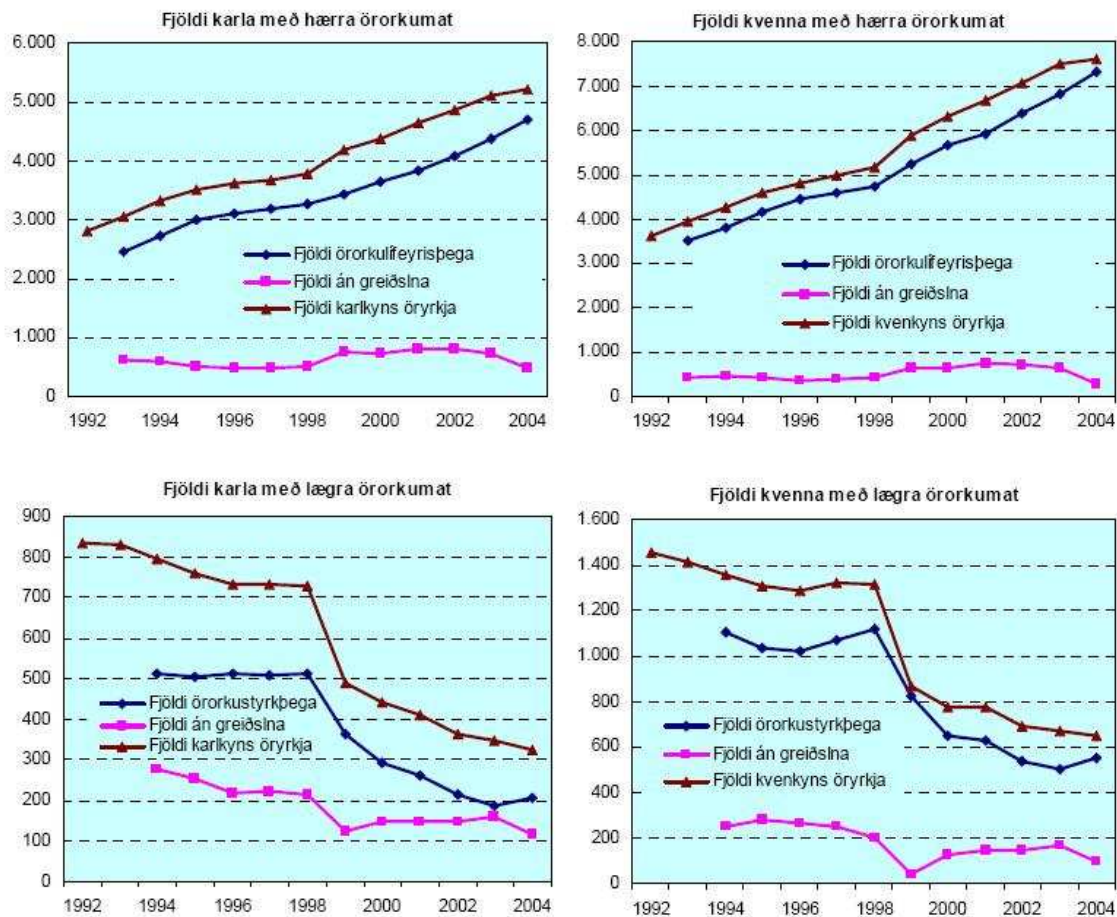 Fjöldi karla með hærra örorkumat
6.000
5.000
4.000
3.000
2.000
1.000
0
Fjöldi örorkulífeyrisþega
Fjöldi án greiðslna
Fjöldi karlkyns öryrkja
1992 1994 1996 1998 2000 2002 2004
Fjöldi kvenna með hærra örorkumat
8.000
7.000
6.000
5.000
4.000
3.000
2.000
1.000
0
Fjöldi örorkulífeyrisþega
Fjöldi án greiðslna
Fjöldi kvenkyns öryrkja
1992 1994 1996 1998 2000 2002 2004
Fjöldi karla með lægra örorkumat
900
800
700
600
500
400
300
200
100
0
Fjöldi örorkustyrkþega
Fjöldi án greiðslna
Fjöldi karlkyns öryrkja
1992 1994 1996 1998 2000 2002 2004
Fjöldi kvenna með lægra örorkumat
1.600
1.400
1.200
1.000
800
600
400
200
0
Fjöldi örorkustyrkþega
Fjöldi án greiðslna
Fjöldi kvenkyns öryrkja
1992 1994 1996 1998 2000 2002 2004